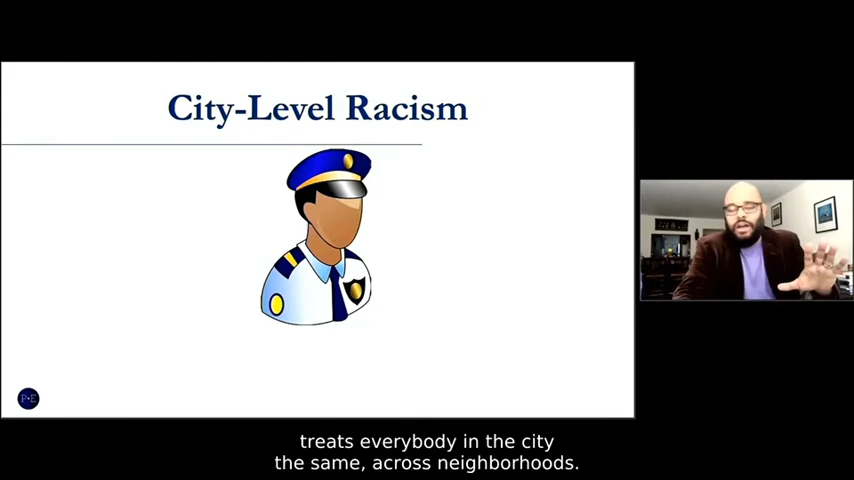 City-Level Racism
P•E
treats everybody in the city
the same, across neighborhoods.